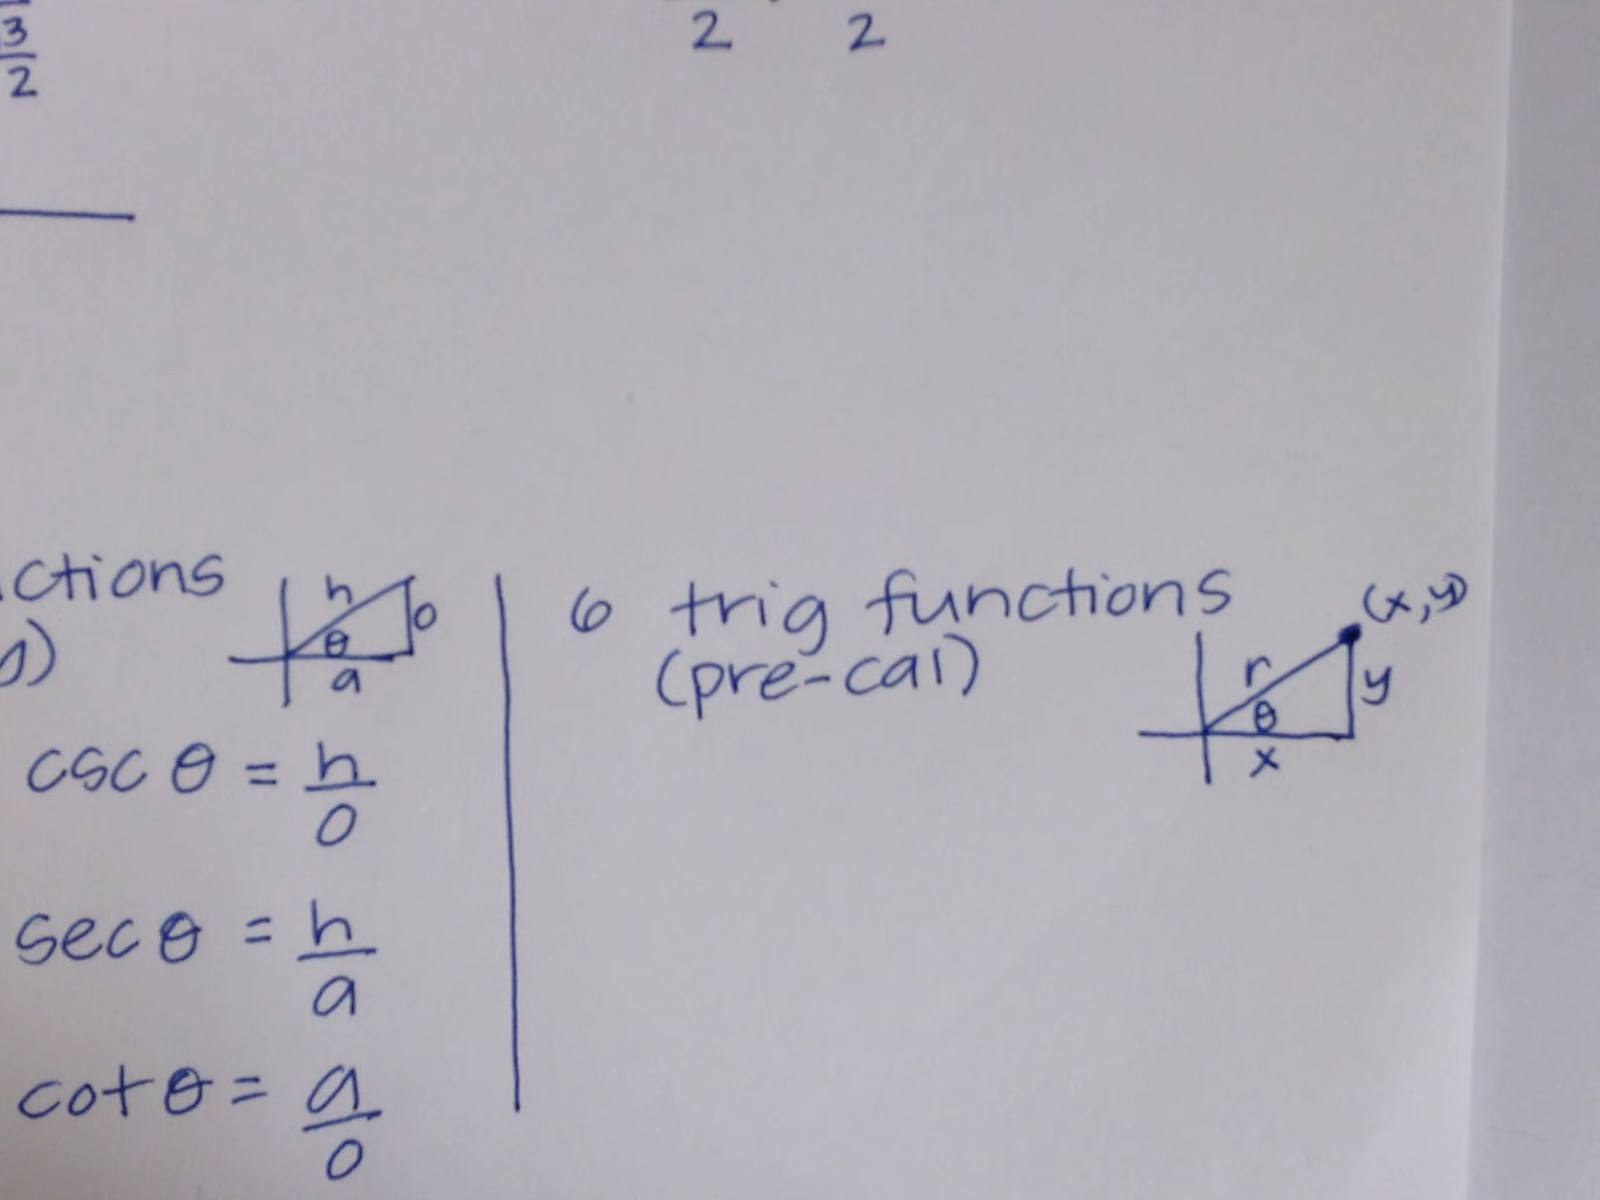 3
2
2 2
ctions
h
o
θ
a
csc θ = h/o
sec θ = h/a
cot θ = a/o
6 trig functions
(pre-cal)
(x,y)
r
y
θ
x